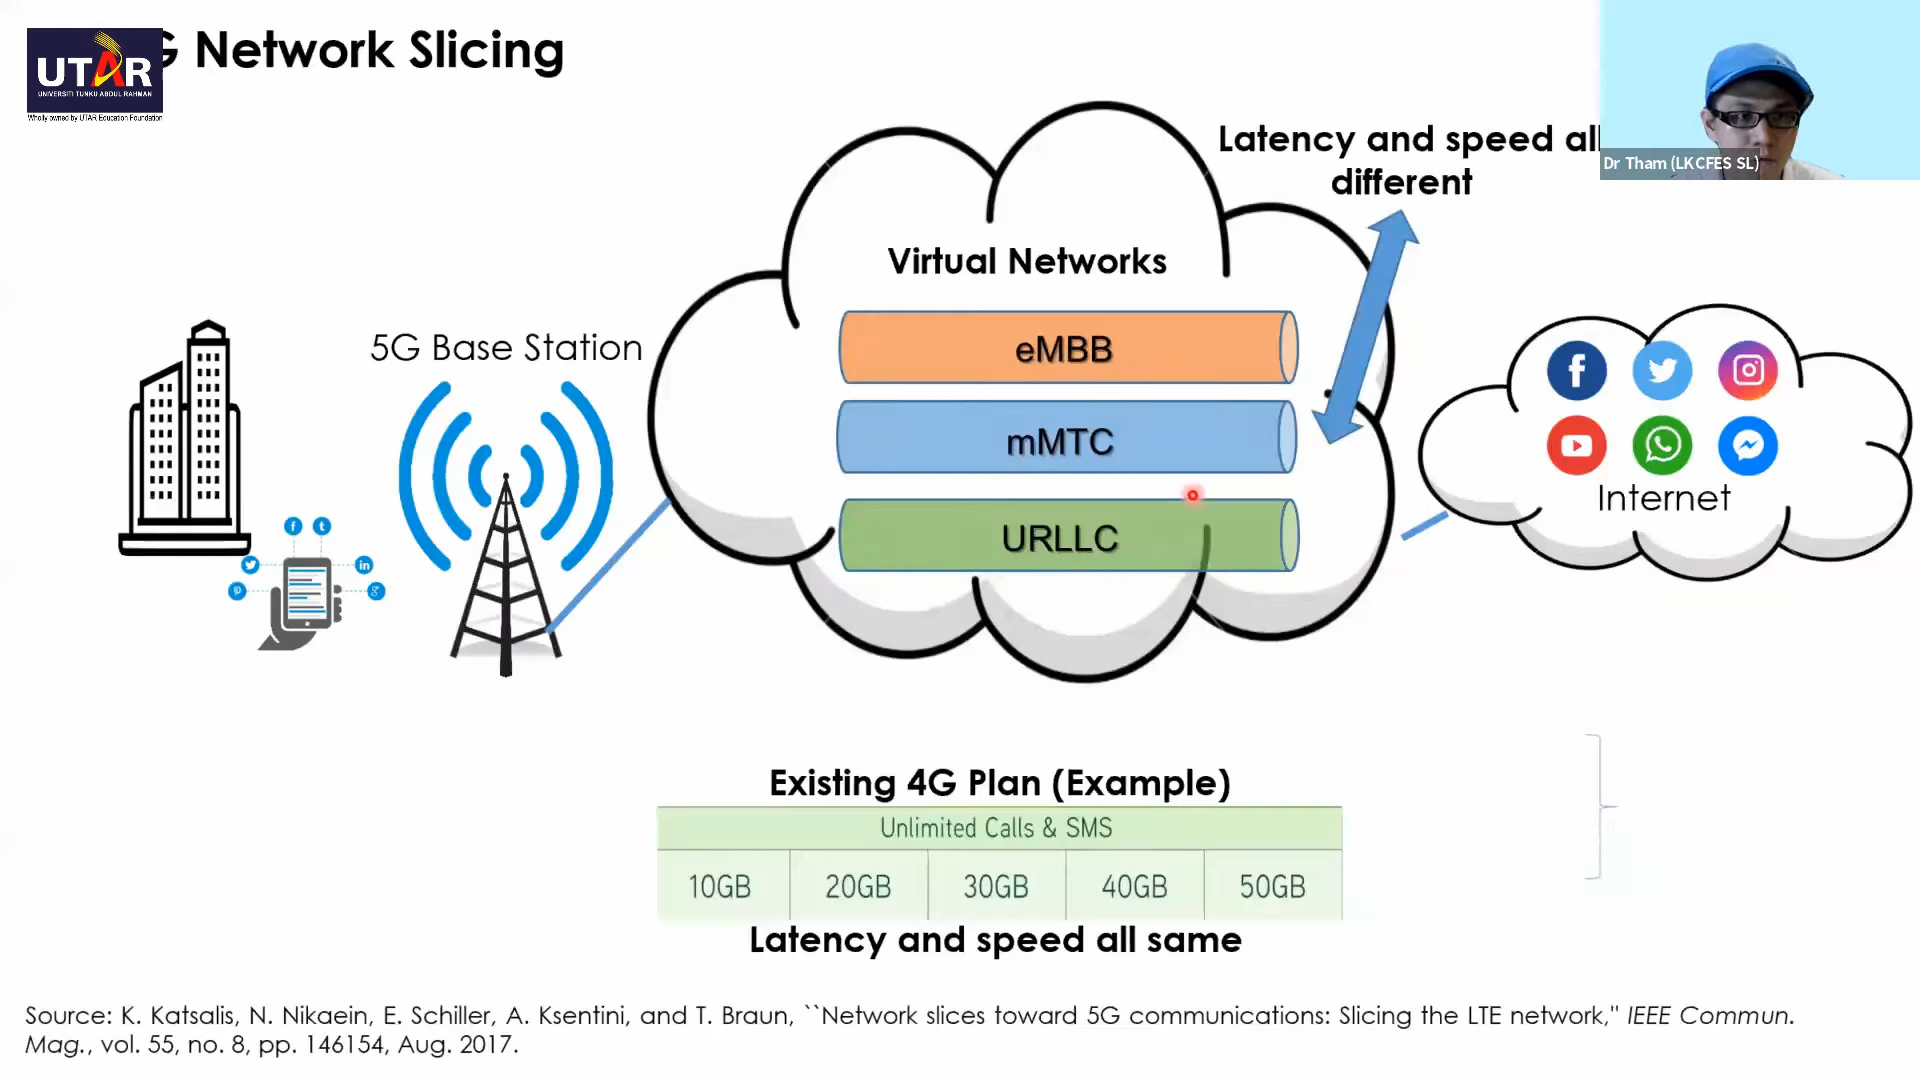 G Network Slicing
UTAR
UNIVERSITI TUNKU ABDUL RAHMAN
Wholly owned by UTAR Education Foundation
Latency and speed all
different
Dr Tham (LKCFES SL)
Virtual Networks
5G Base Station
eMBB
mMTC
URLLC
Internet
Existing 4G Plan (Example)
Unlimited Calls & SMS
10GB 20GB 30GB 40GB 50GB
Latency and speed all same
Source: K. Katsalis, N. Nikaein, E. Schiller, A. Ksentini, and T. Braun, ``Network slices toward 5G communications: Slicing the LTE network,'' IEEE Commun.
Mag., vol. 55, no. 8, pp. 146154, Aug. 2017.